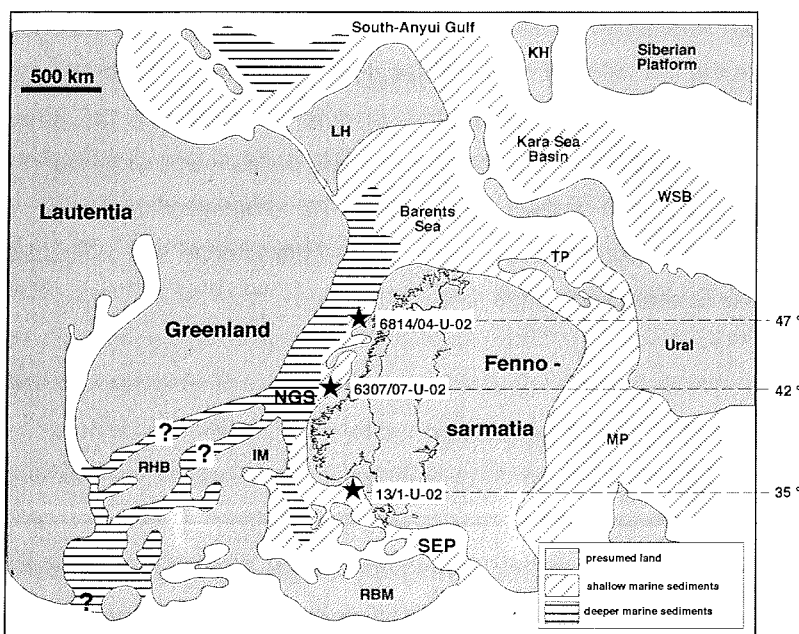 South-Anyui Gulf
KH
Siberian
Platform
500 km
LH
Kara Sea
Basin
WSB
Lautentia
Barents
Sea
TP
6814/04-U-02
47 °
Greenland
Fenno -
Ural
NGS
6307/07-U-02
42 °
sarmatia
?
?
IM
MP
RHB
13/1-U-02
35 °
SEP
presumed land
shallow marine sediments
deeper marine sediments
RBM
?